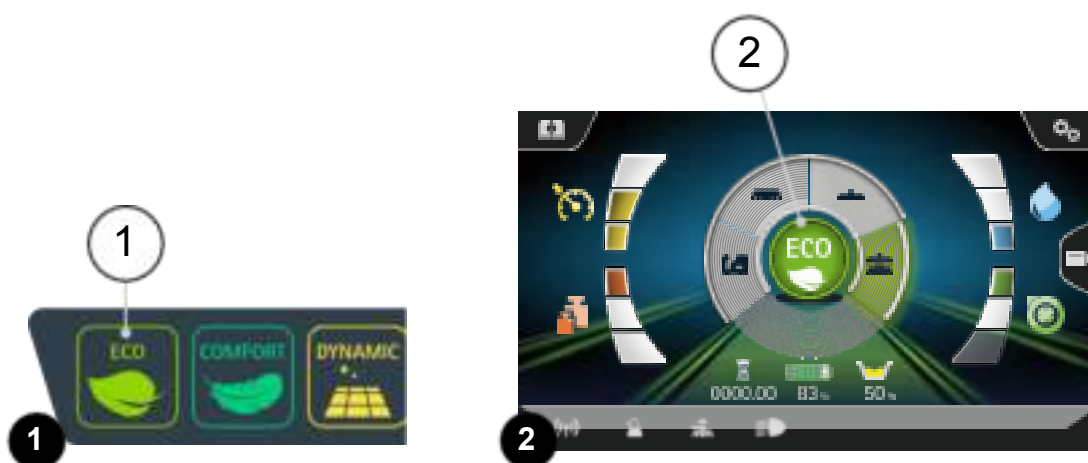 2
1
ECO
COMFORT
DYNAMIC
ECO
0000.00
83%
50%
1
2